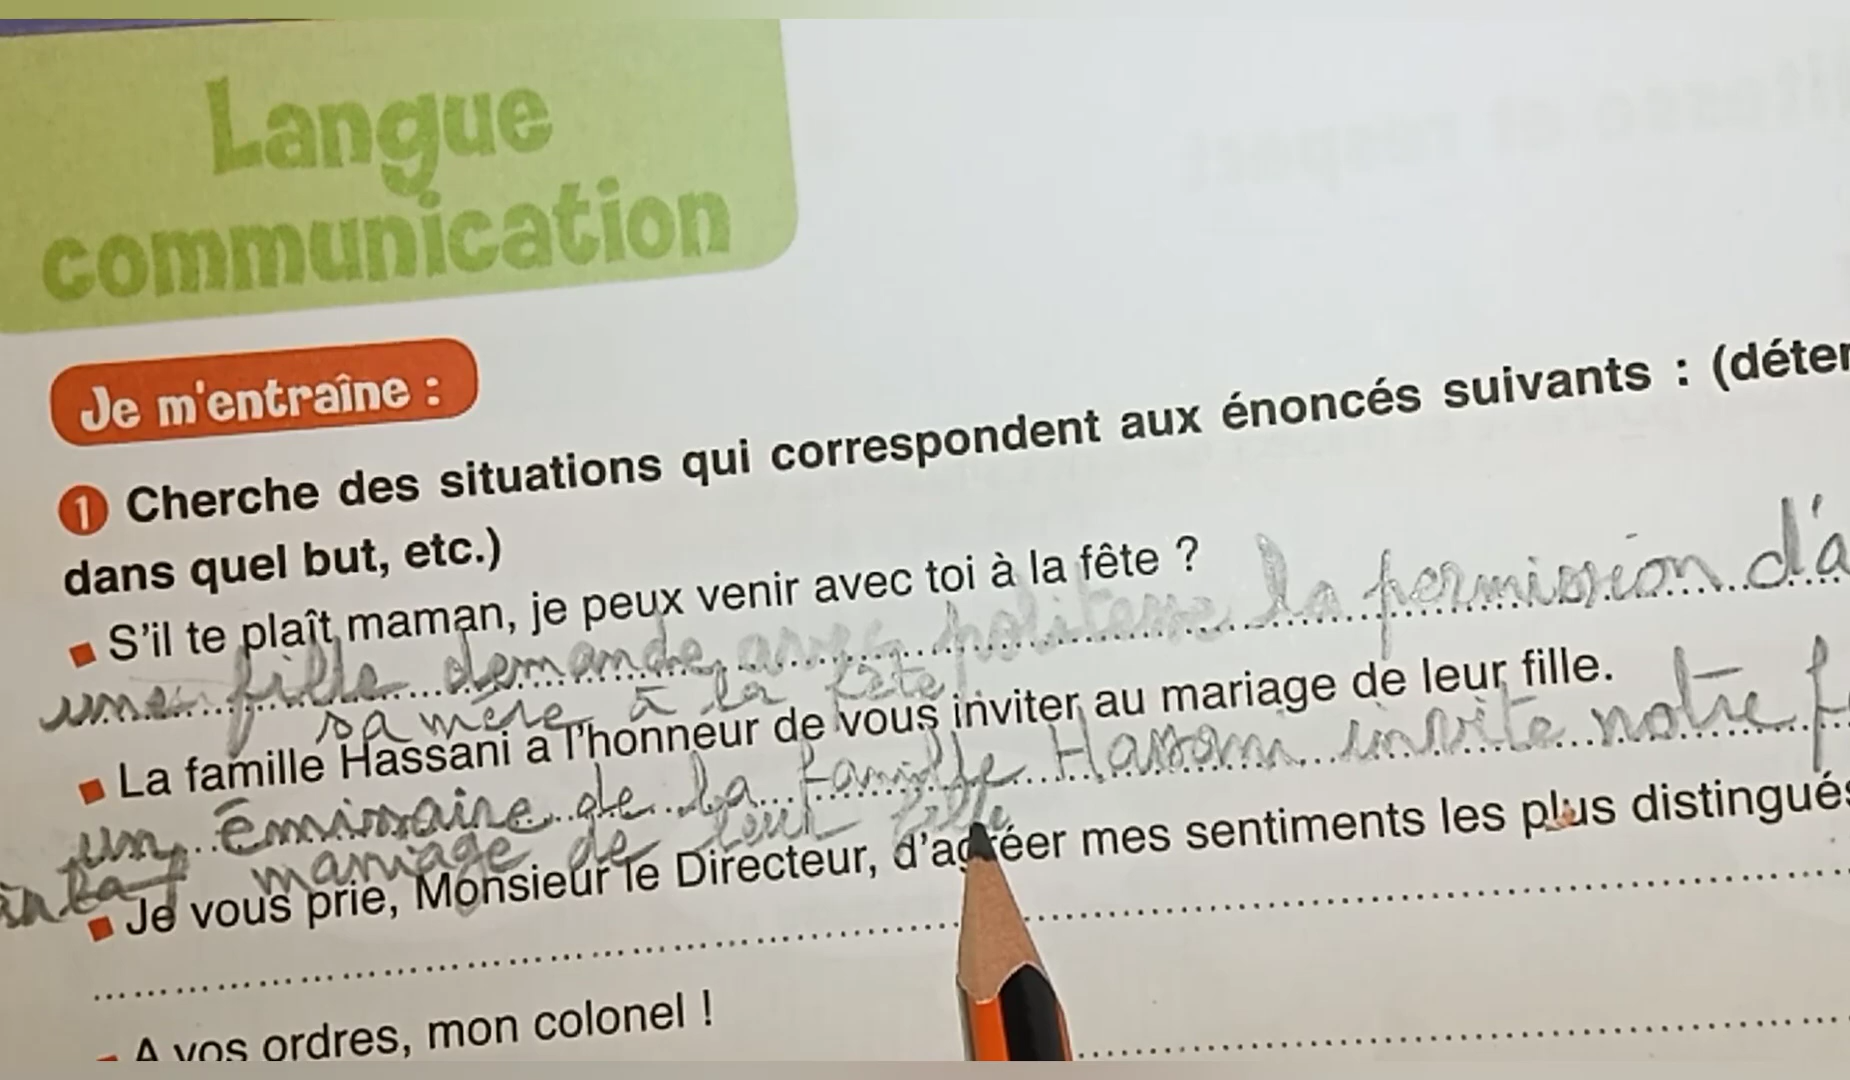 Langue
communication
Je m'entraîne :
1 Cherche des situations qui correspondent aux énoncés suivants : (déter
dans quel but, etc.)
S'il te plaît maman, je peux venir avec toi à la fête ?
une fille demande avec politesse la permission d'a
sa mère à la fête
La famille Hassani a l'honneur de vous inviter au mariage de leur fille.
un émissaire de la famille Hassani invite notre f
mariage de leur fille
Je vous prie, Monsieur le Directeur, d'agréer mes sentiments les plus distingués
A vos ordres, mon colonel !